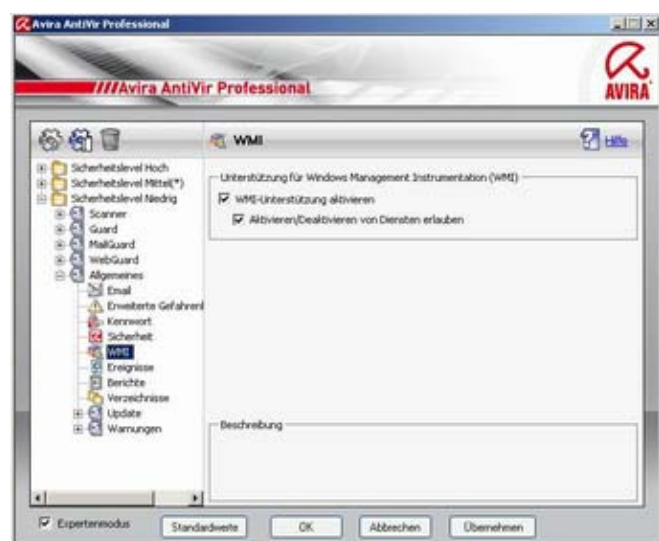 Avira AntiVir Professional
////Avira AntiVir Professional
AVIRA
WMI
Hilfe
Sicherheitslevel Hoch
Sicherheitslevel Mittel(*)
Sicherheitslevel Niedrig
Scanner
Guard
MailGuard
WebGuard
Allgemeines
Email
Erweiterte Gefahrenl
Kennwort
Sicherheit
WMI
Ereignisse
Berichte
Verzeichnisse
Update
Warnungen
Unterstützung für Windows Management Instrumentation (WMI)
WMI-Unterstützung aktivieren
Aktivieren/Deaktivieren von Diensten erlauben
Beschreibung
Expertenmodus
Standardwerte
OK
Abbrechen
Übernehmen